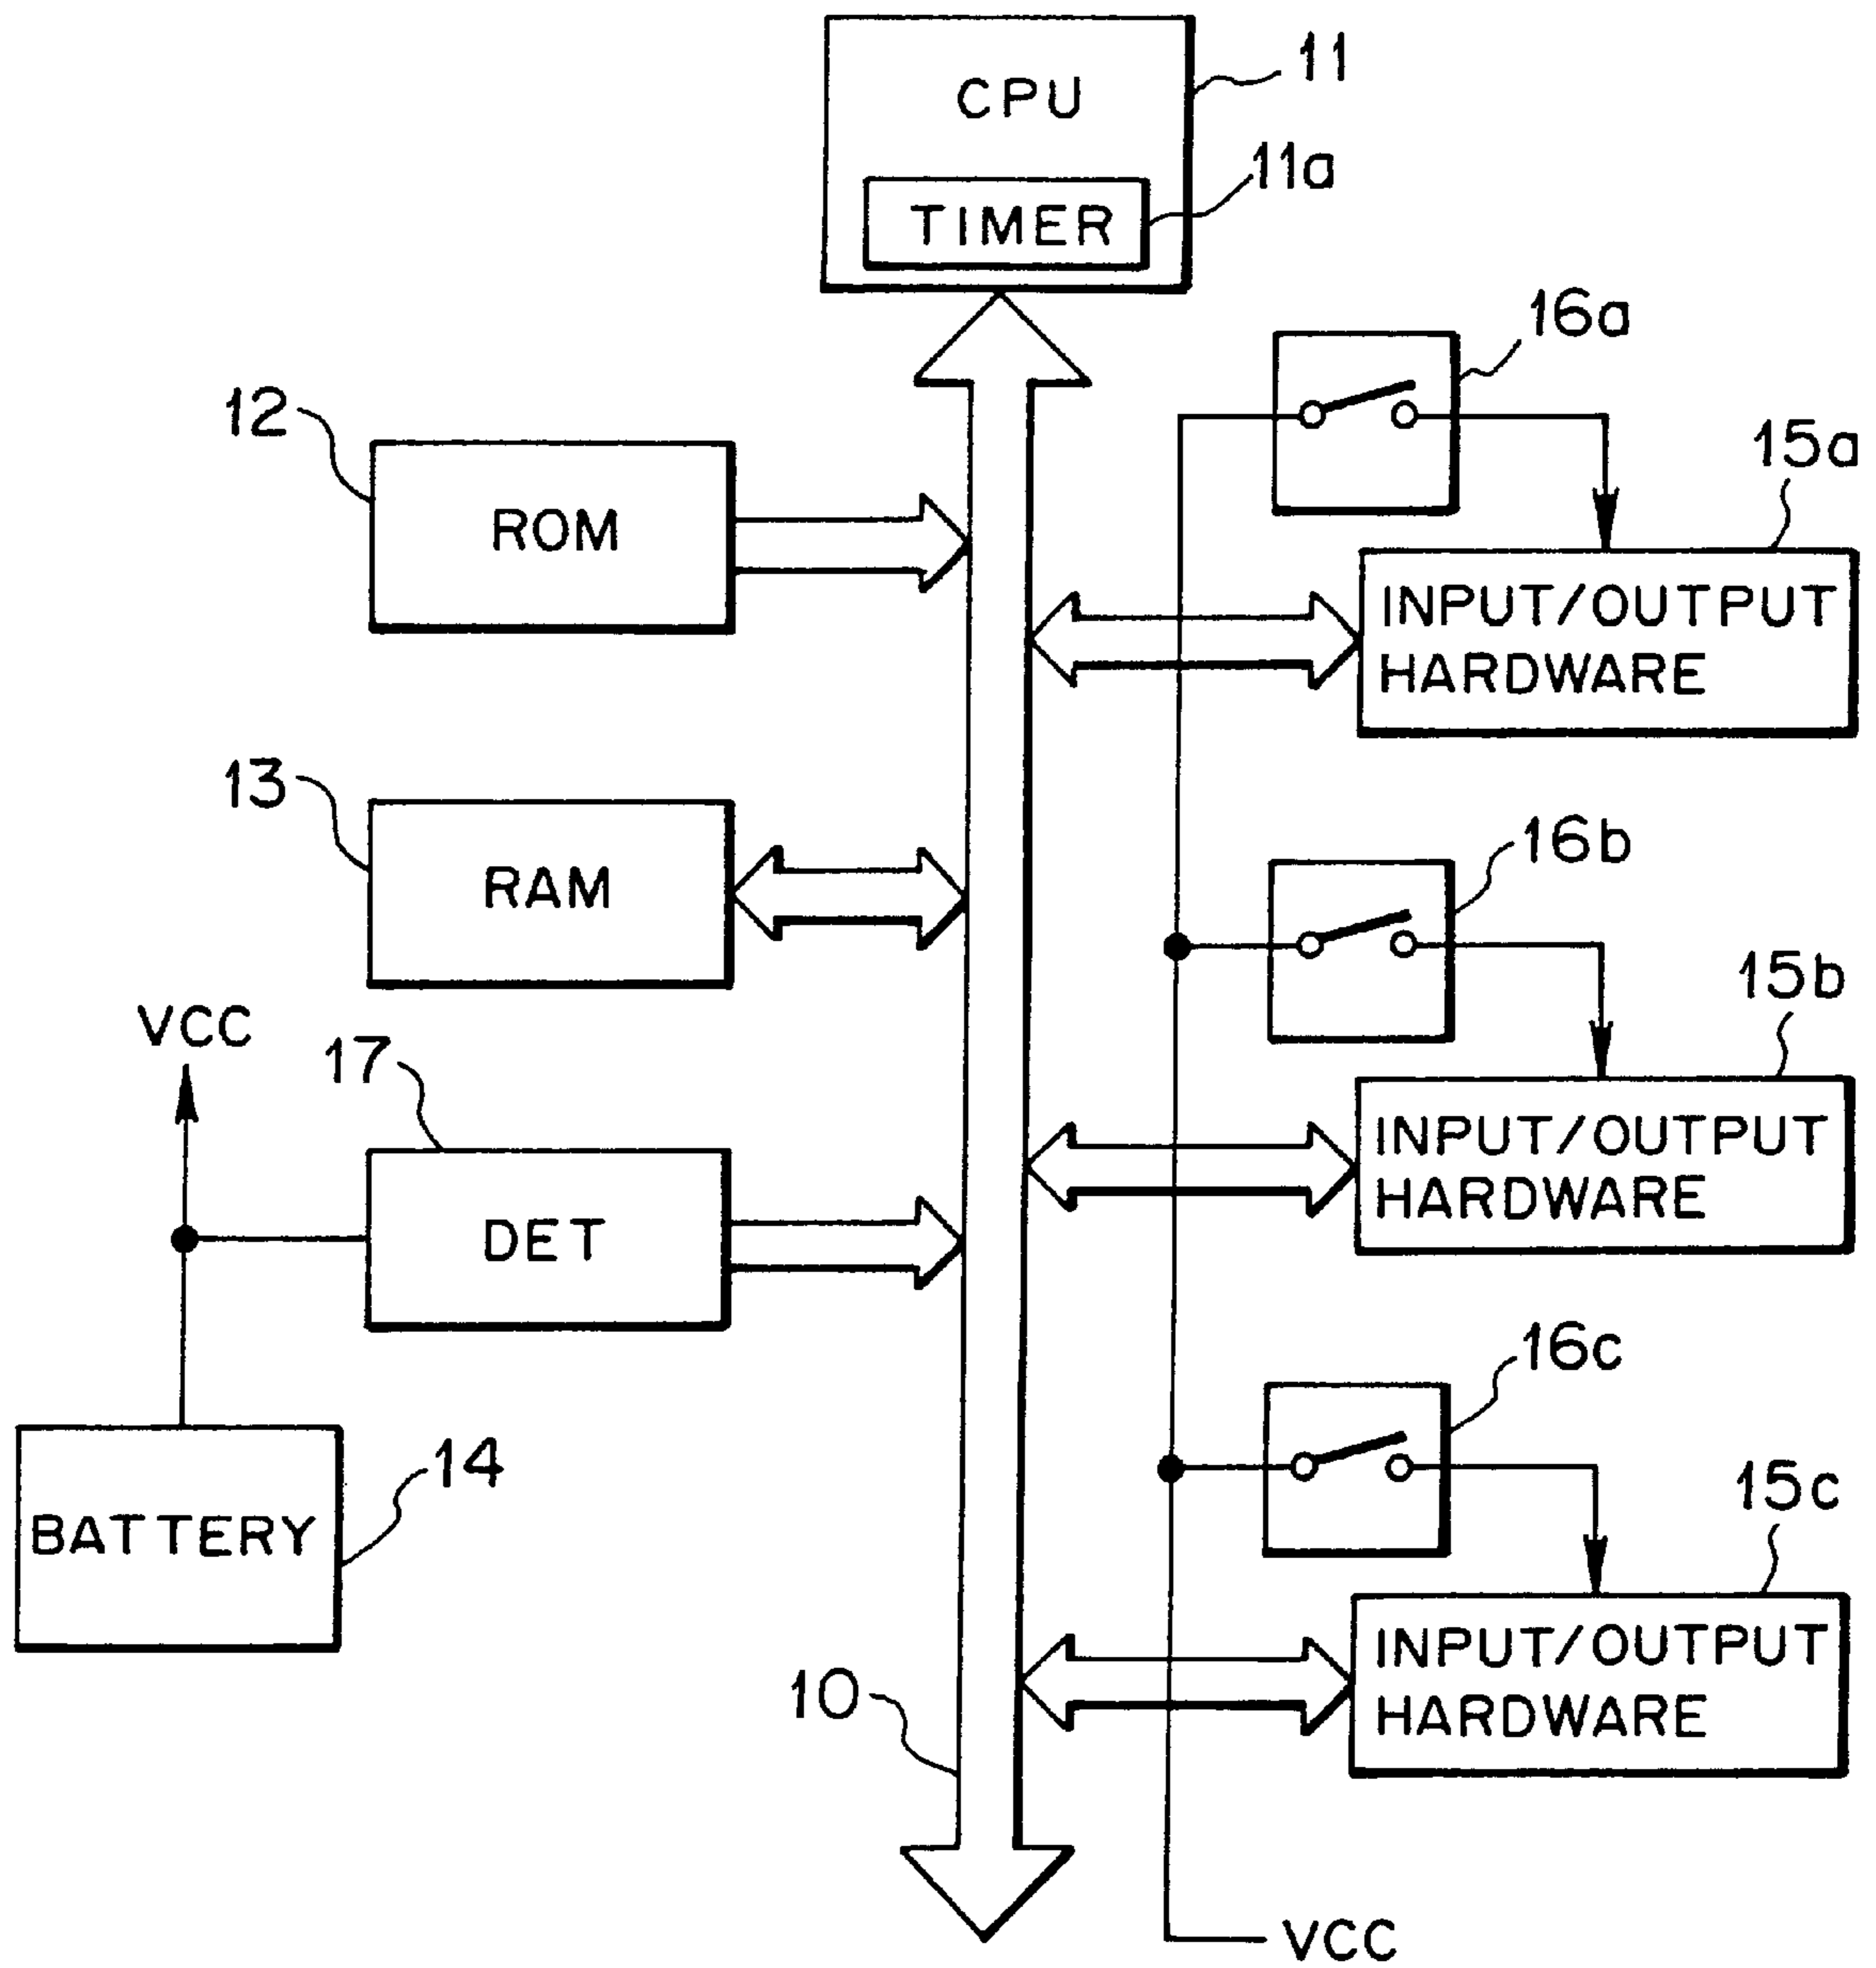 11
CPU
11a
TIMER
16a
12
15a
ROM
INPUT/OUTPUT
HARDWARE
13
16b
RAM
15b
VCC
17
INPUT/OUTPUT
HARDWARE
DET
16c
14
15c
BATTERY
INPUT/OUTPUT
HARDWARE
10
VCC